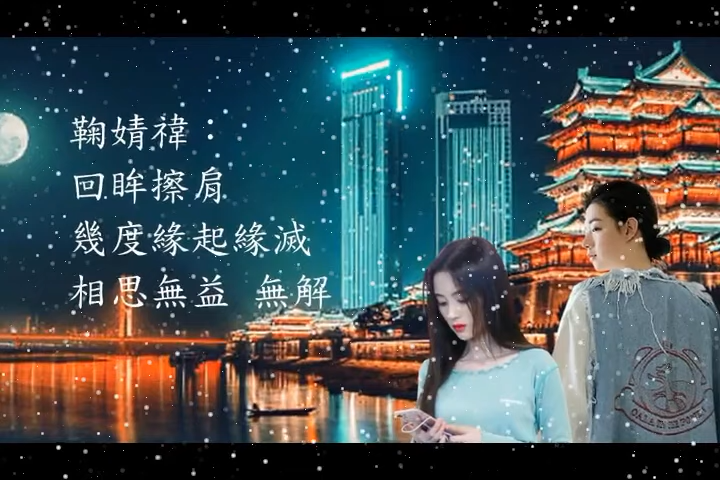 鞠婧禕：
回眸擦肩
幾度緣起緣滅
相思無益 無解